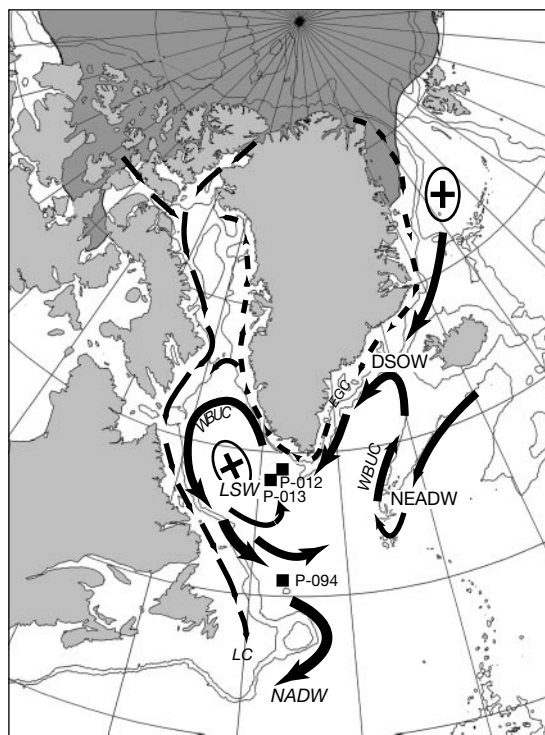 DSOW
EGC
WBUC
WBUC
P-012
LSW
P-013
NEADW
P-094
LC
NADW